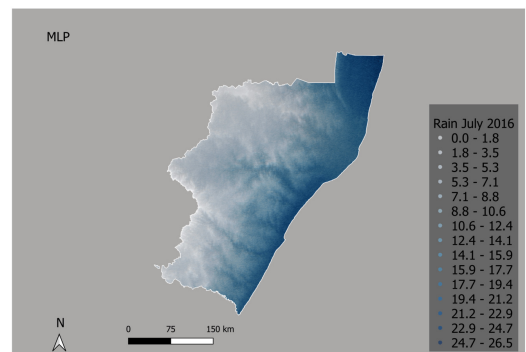 MLP
Rain July 2016
0.0 - 1.8
1.8 - 3.5
3.5 - 5.3
5.3 - 7.1
7.1 - 8.8
8.8 - 10.6
10.6 - 12.4
12.4 - 14.1
14.1 - 15.9
15.9 - 17.7
17.7 - 19.4
19.4 - 21.2
21.2 - 22.9
22.9 - 24.7
24.7 - 26.5
N
0 75 150 km